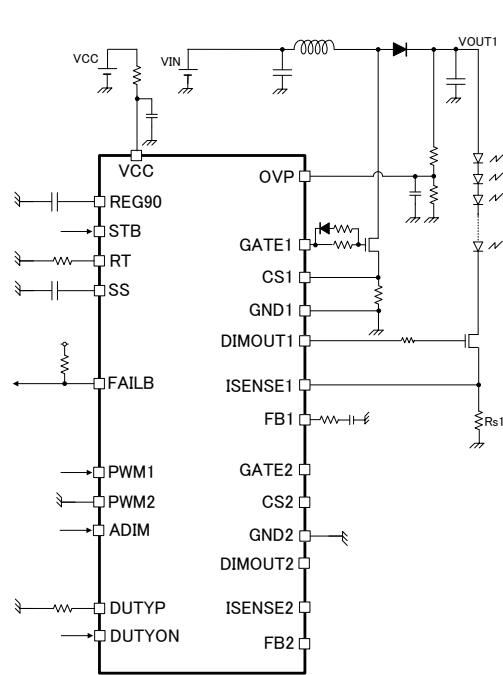 VCC
VIN
VOUT1
VCC
OVP
REG90
STB
GATE1
RT
CS1
SS
GND1
DIMOUT1
FAILB
ISENSE1
FB1
Rs1
PWM1
GATE2
PWM2
CS2
ADIM
GND2
DIMOUT2
DUTYP
ISENSE2
DUTYON
FB2